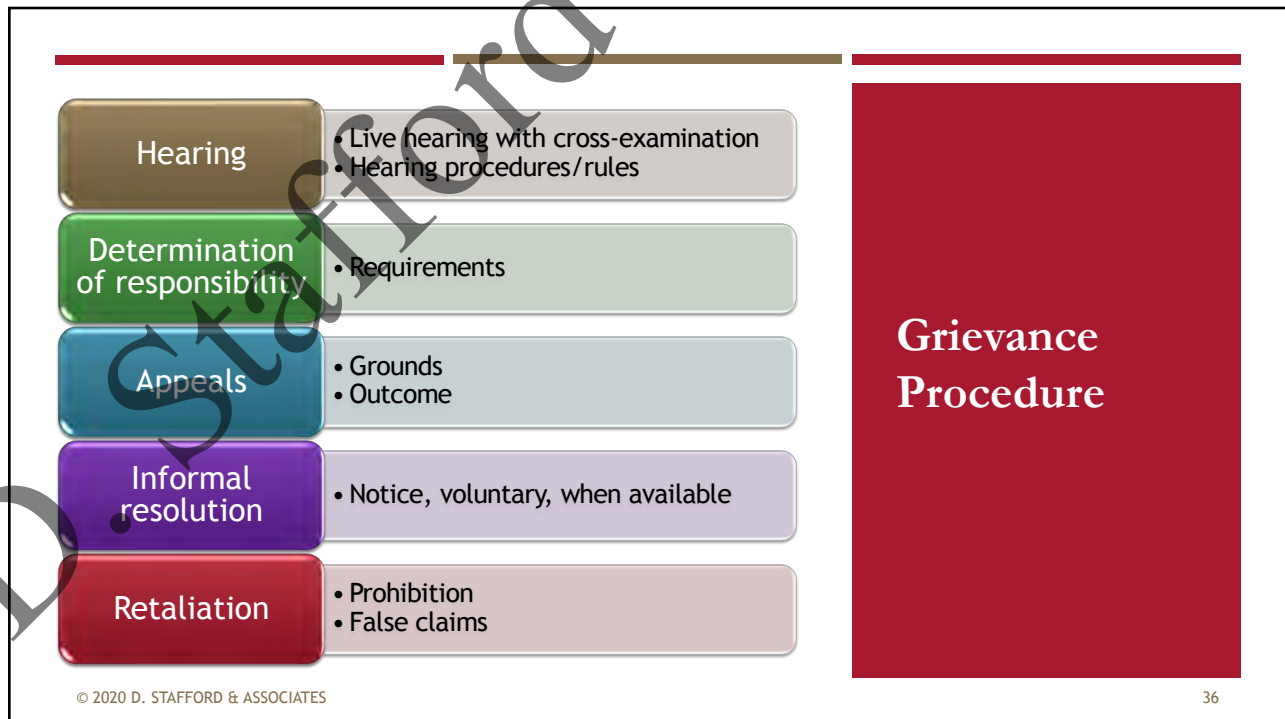 Hearing
• Live hearing with cross-examination
• Hearing procedures/rules
Determination
of responsibility
• Requirements
Appeals
• Grounds
• Outcome
Informal
resolution
• Notice, voluntary, when available
Retaliation
• Prohibition
• False claims
Grievance
Procedure
© 2020 D. STAFFORD & ASSOCIATES
36
D. Stafford